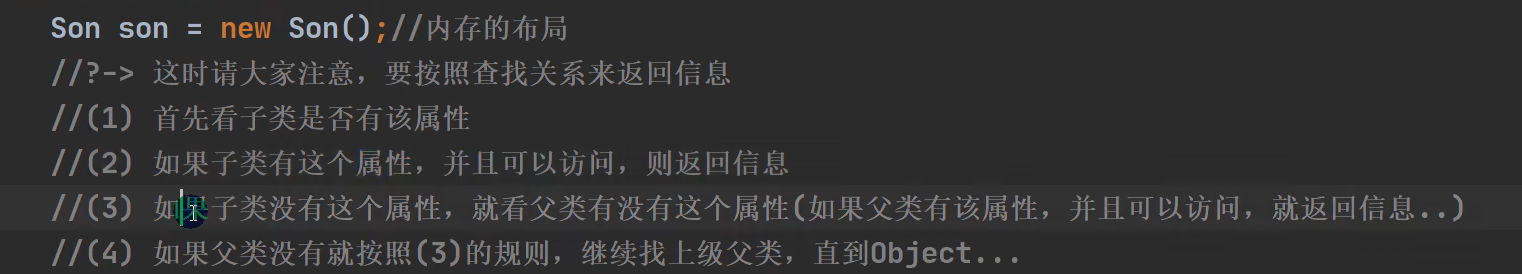 Son son = new Son();//内存的布局
//?-> 这时请大家注意，要按照查找关系来返回信息
//(1) 首先看子类是否有该属性
//(2) 如果子类有这个属性，并且可以访问，则返回信息
//(3) 如果子类没有这个属性，就看父类有没有这个属性(如果父类有该属性，并且可以访问，就返回信息..)
//(4) 如果父类没有就按照(3)的规则，继续找上级父类，直到Object...